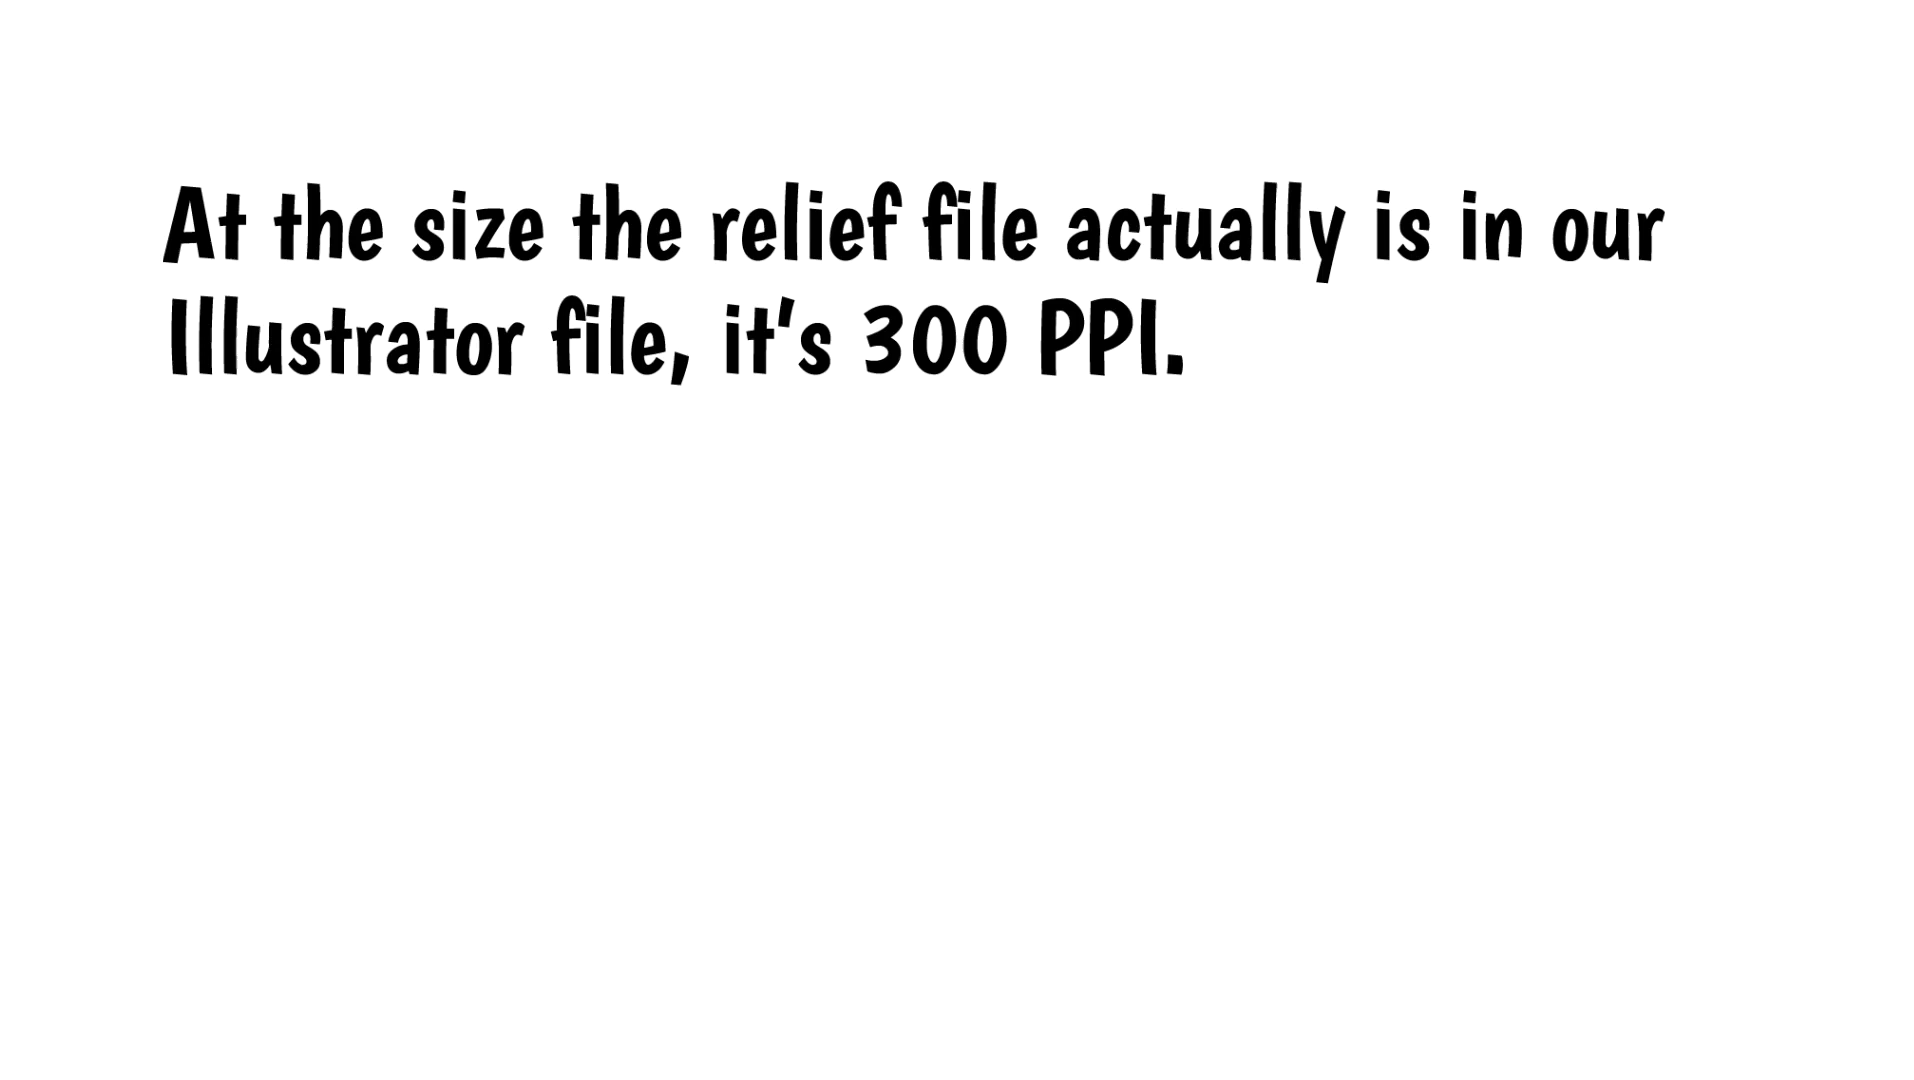 At the size the relief file actually is in our
Illustrator file, it's 300 PPI.